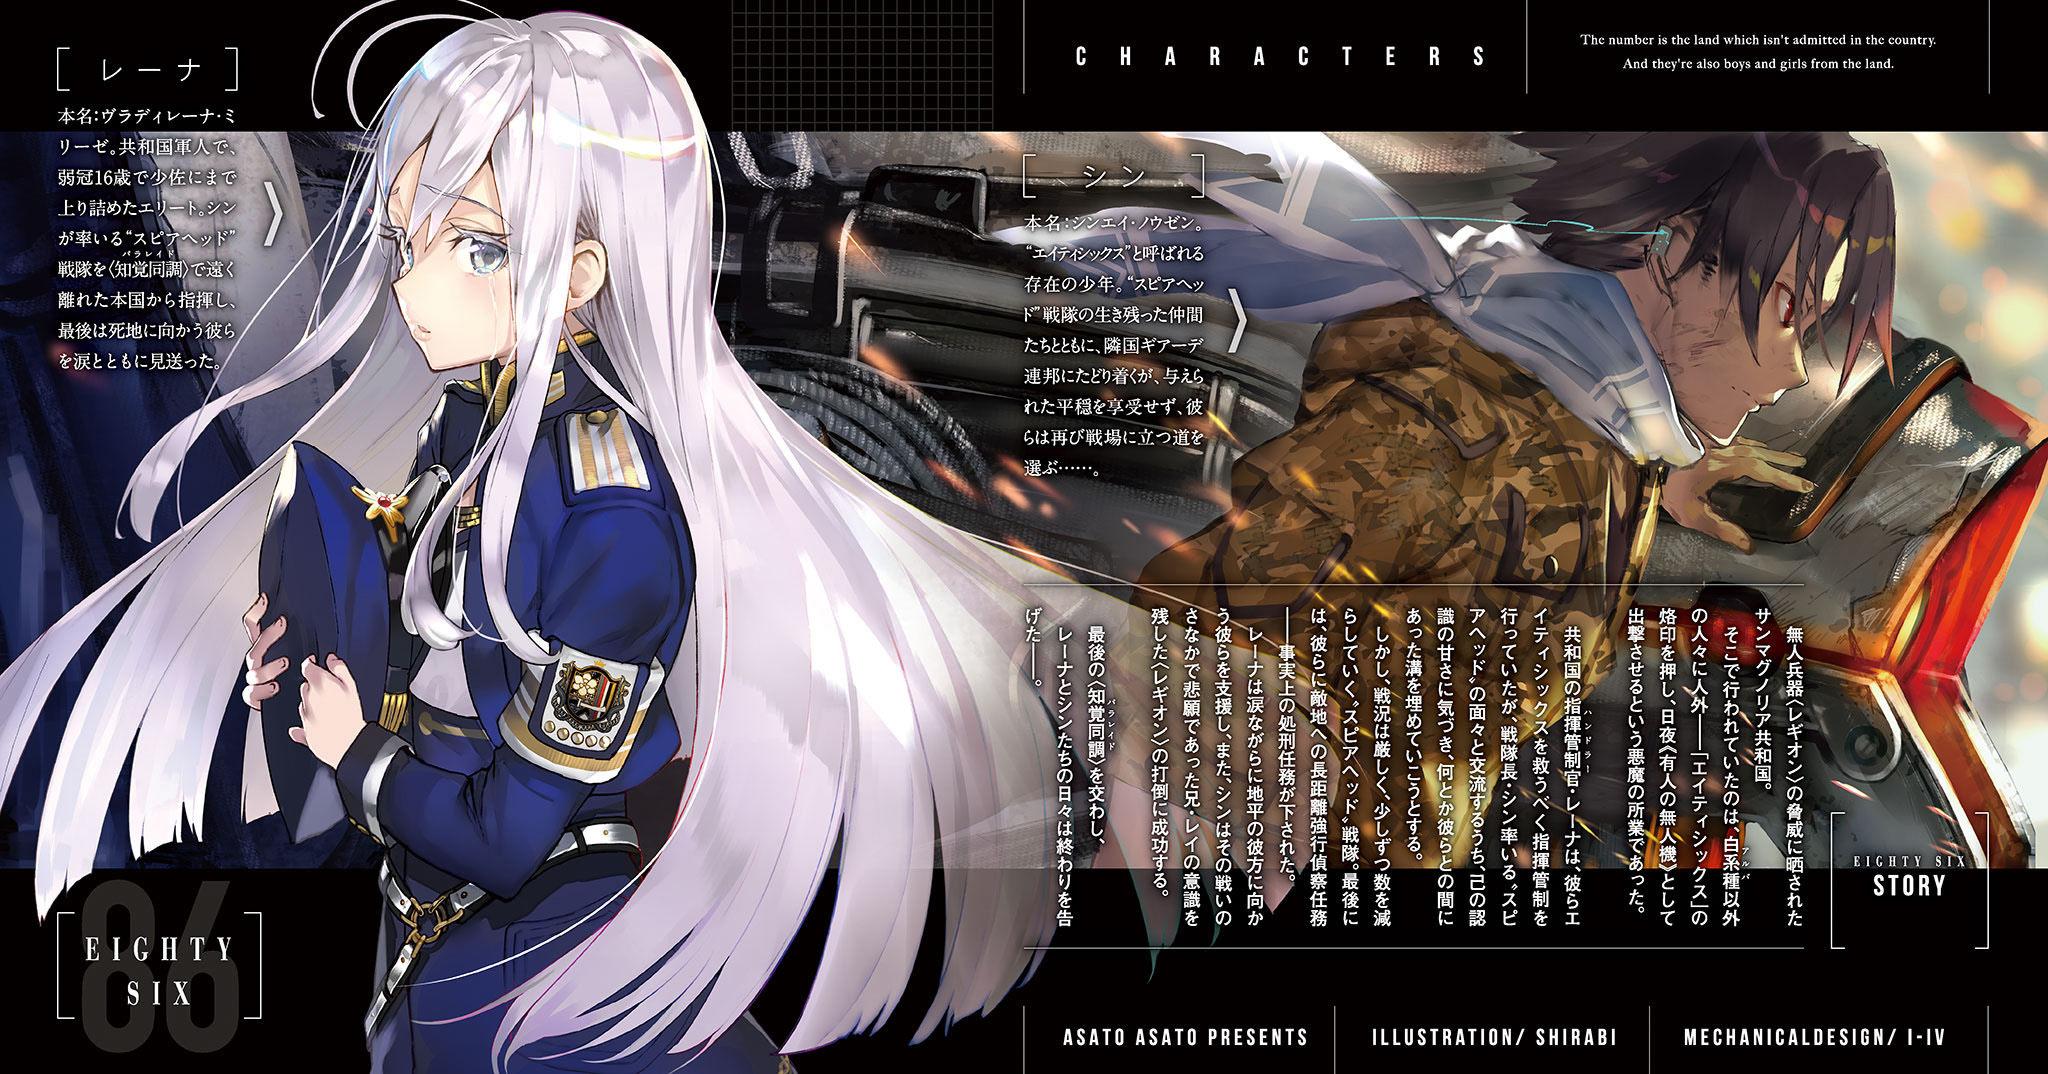 [レーナ]
本名：ヴラディレーナ・ミ
リーゼ。共和国軍人で、
弱冠16歳で少佐にまで
上り詰めたエリート。シン
が率いる“スピアヘッド”
パラレイド
戦隊を〈知覚同調〉で遠く
離れた本国から指揮し、
最後は死地に向かう彼ら
を涙とともに見送った。
CHARACTERS
The number is the land which isn't admitted in the country.
And they're also boys and girls from the land.
[シン]
本名：シンエイ・ノウゼン。
“エイティシックス”と呼ばれる
存在の少年。“スピアヘッ
ド”戦隊の生き残った仲間
たちとともに、隣国ギアーデ
連邦にたどり着くが、与えら
れた平穏を享受せず、彼
らは再び戦場に立つ道を
選ぶ……。
EIGHTY SIX
STORY
無人兵器〈レギオン〉の脅威に晒された
サンマグノリア共和国。
アルバ
そこで行われていたのは、白系種以外
の人々に人外――「エイティシックス」の
烙印を押し、日夜《有人の無人機》として
出撃させるという悪魔の所業であった。
ハンドラー
共和国の指揮管制官・レーナは、彼らエ
イティシックスを救うべく指揮管制を
行っていたが、戦隊長・シン率いる〝スピ
アヘッド〟の面々と交流するうち、己の認
識の甘さに気づき、何とか彼らとの間に
あった溝を埋めていこうとする。
しかし、戦況は厳しく、少しずつ数を減
らしていく〝スピアヘッド〟戦隊。最後に
は、彼らに敵地への長距離強行偵察任務
――事実上の処刑任務が下された。
レーナは涙ながらに地平の彼方に向か
う彼らを支援し、また、シンはその戦いの
さなかで悲願であった兄・レイの意識を
残した〈レギオン〉の打倒に成功する。
パラレイド
最後の〈知覚同調〉を交わし、
レーナとシンたちの日々は終わりを告
げた――。
86
EIGHTY
SIX
ASATO ASATO PRESENTS
ILLUSTRATION/ SHIRABI
MECHANICALDESIGN/ I-IV